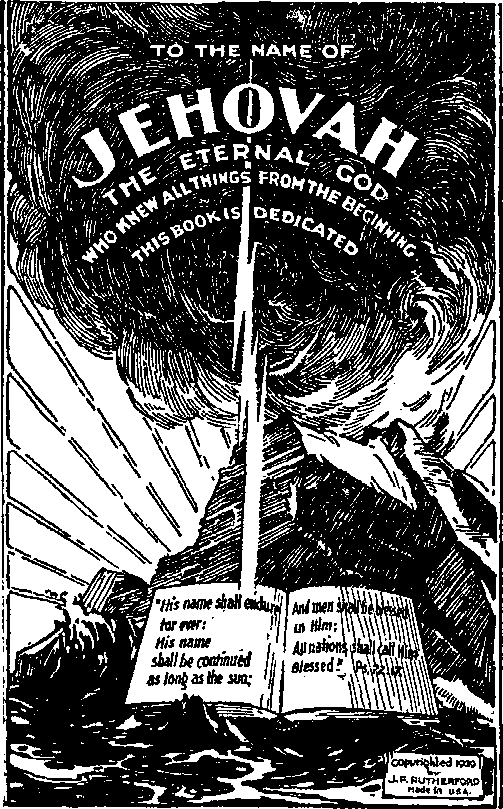 TO THE NAME OF
JEHOVAH
THE ETERNAL GOD
WHO KNEW ALL THINGS FROM THE BEGINNING
THIS BOOK IS DEDICATED
"His name shall endure
for ever:
His name
shall be continued
as long as the sun;
And men shall be blessed
in Him:
All nations shall call Him
Blessed". Ps. 72:17
Copyrighted
by
J.F. RUTHERFORD
Made in U.S.A.